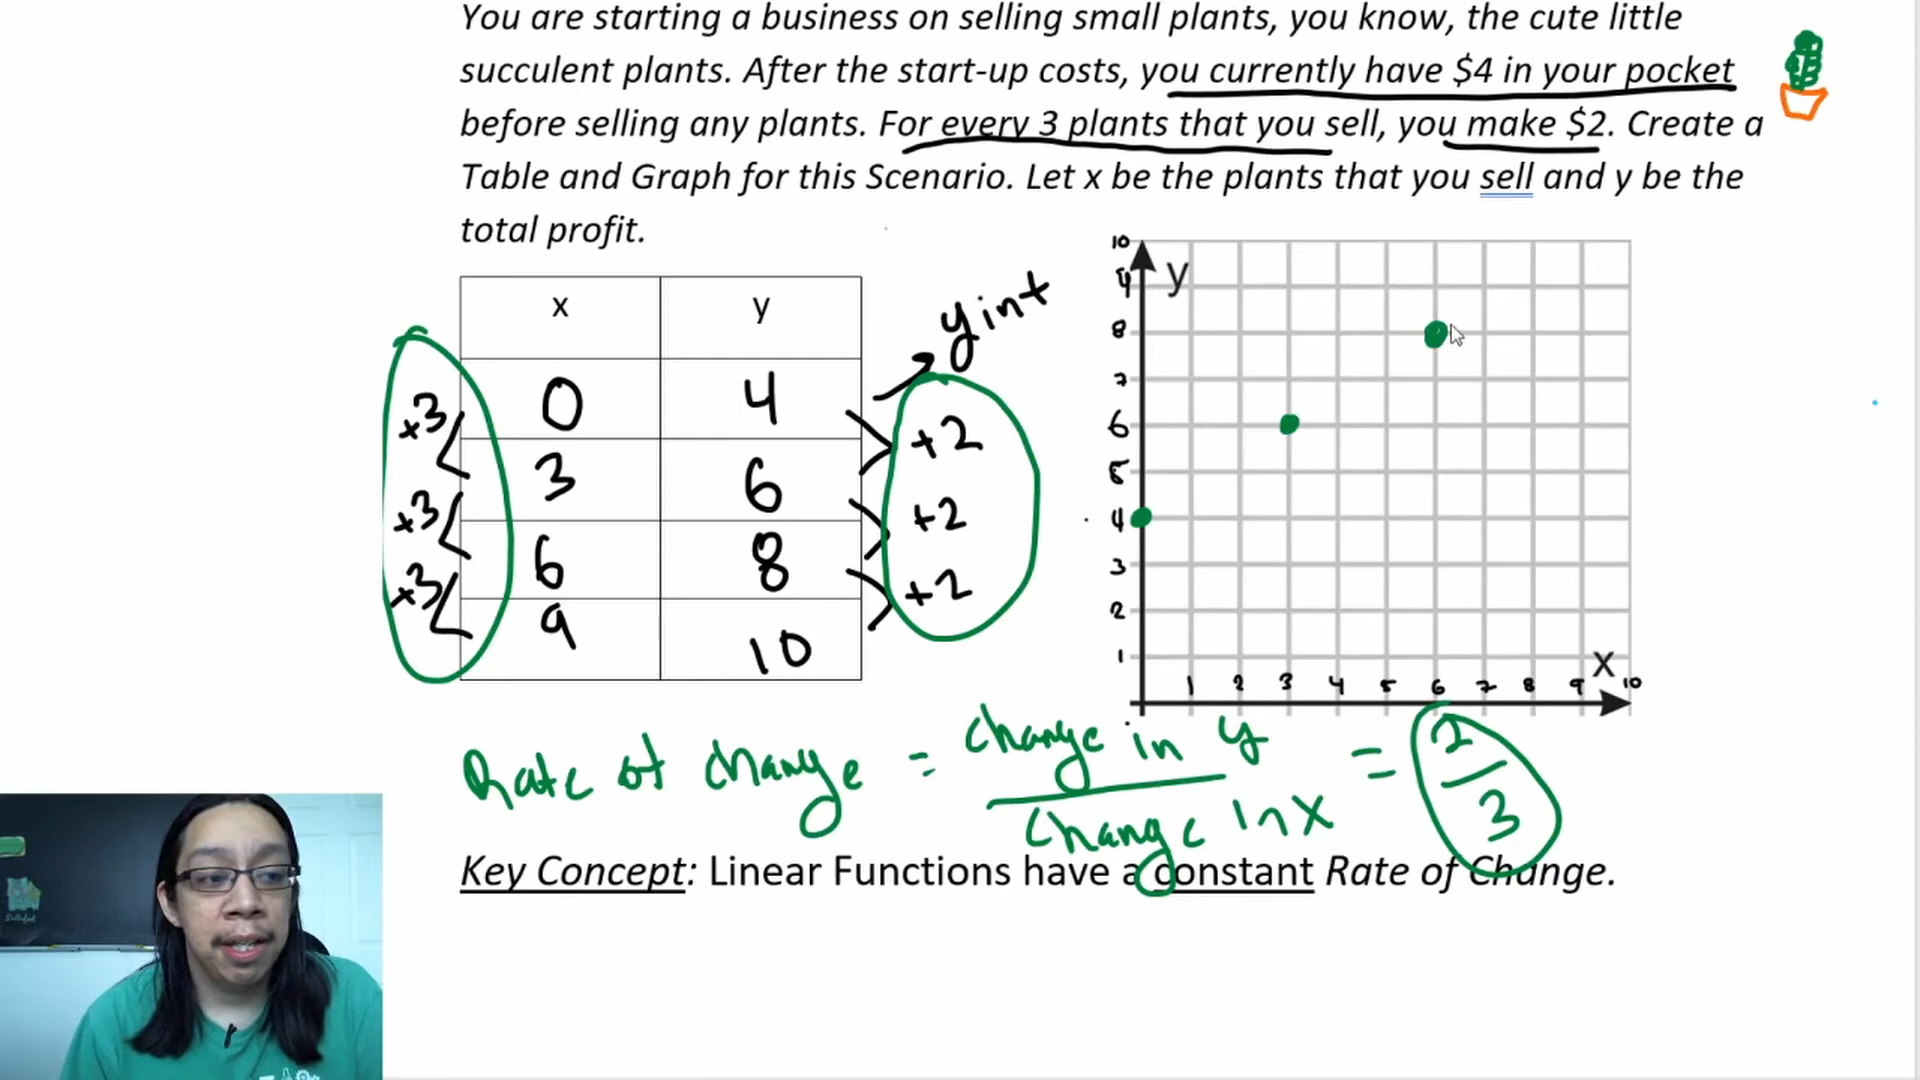 You are starting a business on selling small plants, you know, the cute little
succulent plants. After the start-up costs, you currently have $4 in your pocket
before selling any plants. For every 3 plants that you sell, you make $2. Create a
Table and Graph for this Scenario. Let x be the plants that you sell and y be the
total profit.
x y
0 4
3 6
6 8
9 10
+3
+3
+3
y int
+2
+2
+2
y
10
9
8
7
6
5
4
3
2
1
x
1 2 3 4 5 6 7 8 9 10
Rate of change = change in y / change in x = 2/3
Key Concept: Linear Functions have a constant Rate of Change.